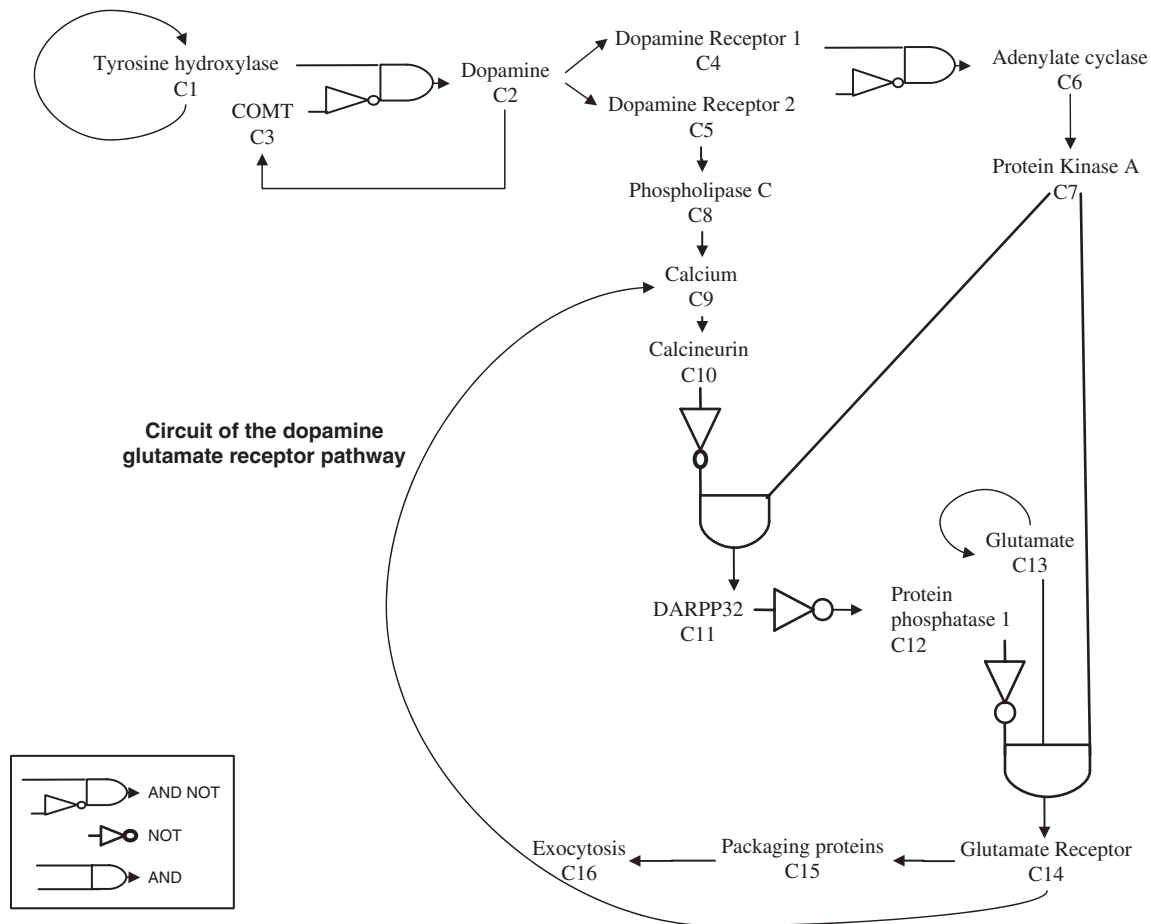 Tyrosine hydroxylase
C1
COMT
C3
Dopamine
C2
Dopamine Receptor 1
C4
Dopamine Receptor 2
C5
Adenylate cyclase
C6
Protein Kinase A
C7
Phospholipase C
C8
Calcium
C9
Calcineurin
C10
Circuit of the dopamine
glutamate receptor pathway
DARPP32
C11
Protein
phosphatase 1
C12
Glutamate
C13
Glutamate Receptor
C14
Packaging proteins
C15
Exocytosis
C16
AND NOT
NOT
AND